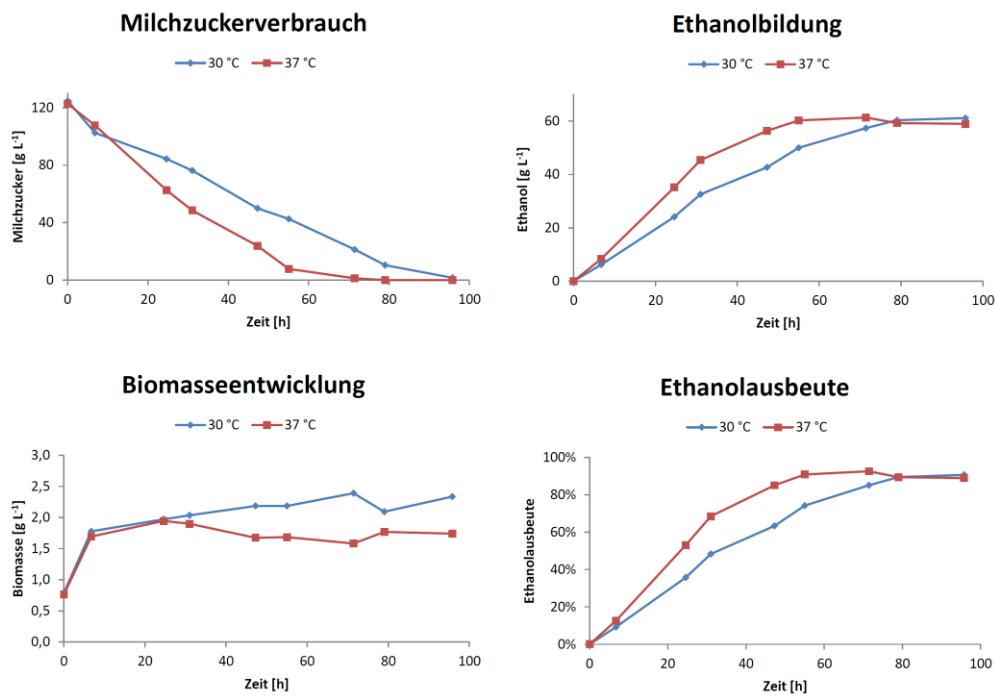 Milchzuckerverbrauch
30 °C 37 °C
Milchzucker [g L⁻¹]
120
80
40
0
0 20 40 60 80 100
Zeit [h]
Ethanolbildung
30 °C 37 °C
Ethanol [g L⁻¹]
60
40
20
0
0 20 40 60 80 100
Zeit [h]
Biomasseentwicklung
30 °C 37 °C
Biomasse [g L⁻¹]
3,0
2,5
2,0
1,5
1,0
0,5
0,0
0 20 40 60 80 100
Zeit [h]
Ethanolausbeute
30 °C 37 °C
Ethanolausbeute
100%
80%
60%
40%
20%
0%
0 20 40 60 80 100
Zeit [h]